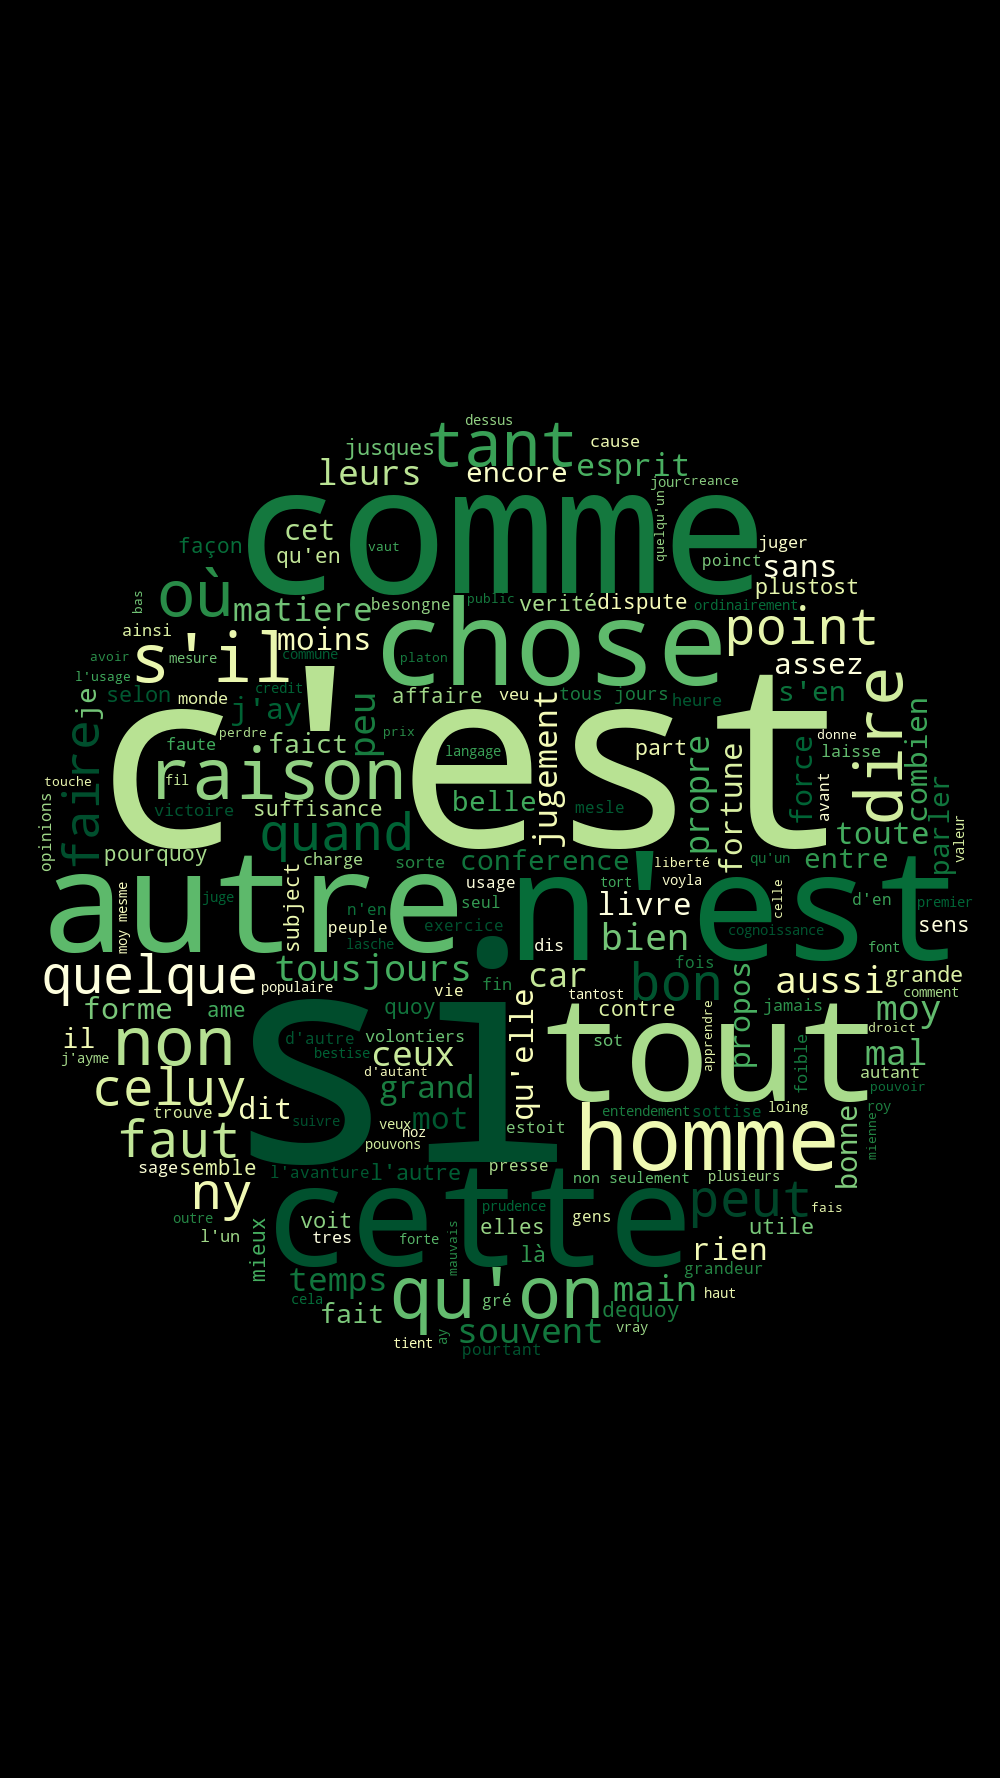 dessus
tant
cause
jusques
leurs
encore
esprit
jour
creance
comme
quelqu'un
cet
qu'en
vaut
façon
juger
poinct
sans
plustost
où
bas
matiere
besongne
public
verité
dispute
ordinairement
ainsi
s'il
moins
chose
point
avoir
mesure
commune
platon
assez
l'usage
je
selon
monde
credit
j'ay
peu
affaire
veu
tous jours
heure
s'en
dire
combien
c'est
perdre
faute
faict
prix
langage
jugement
part
propre
fortune
force
donne
laisse
faire
touche
fil
raison
avant
opinions
victoire
suffisance
belle
mesle
quand
toute
parler
valeur
pourquoy
charge
sorte
conference
liberté
qu'un
entre
autre
n'est
juge
moy mesme
subject
n'en
usage
seul
tort
voyla
celle
d'en
premier
peuple
exercice
livre
sens
lasche
dis
bien
cognoissance
font
quelque
tousjours
populaire
fin
vie
car
fois
bon
tantost
propos
aussi
grande
comment
forme
ame
quoy
si
qu'elle
contre
apprendre
jamais
moy
il
non
d'autre
volontiers
sot
tout
foible
droict
j'ayme
bestise
ceux
d'autant
mal
autant
celuy
grand
pouvoir
trouve
dit
suivre
mot
veux
noz
entendement
sottise
loing
roy
faut
pouvons
estoit
homme
bonne
mienne
sage
semble
l'avanture
l'autre
presse
non seulement
plusieurs
ny
cette
prudence
peut
fais
outre
l'un
mieux
voit
tres
forte
mauvais
elles
gens
utile
là
rien
grandeur
temps
cela
fait
qu'on
gré
main
haut
dequoy
souvent
vray
tient
ay
pourtant